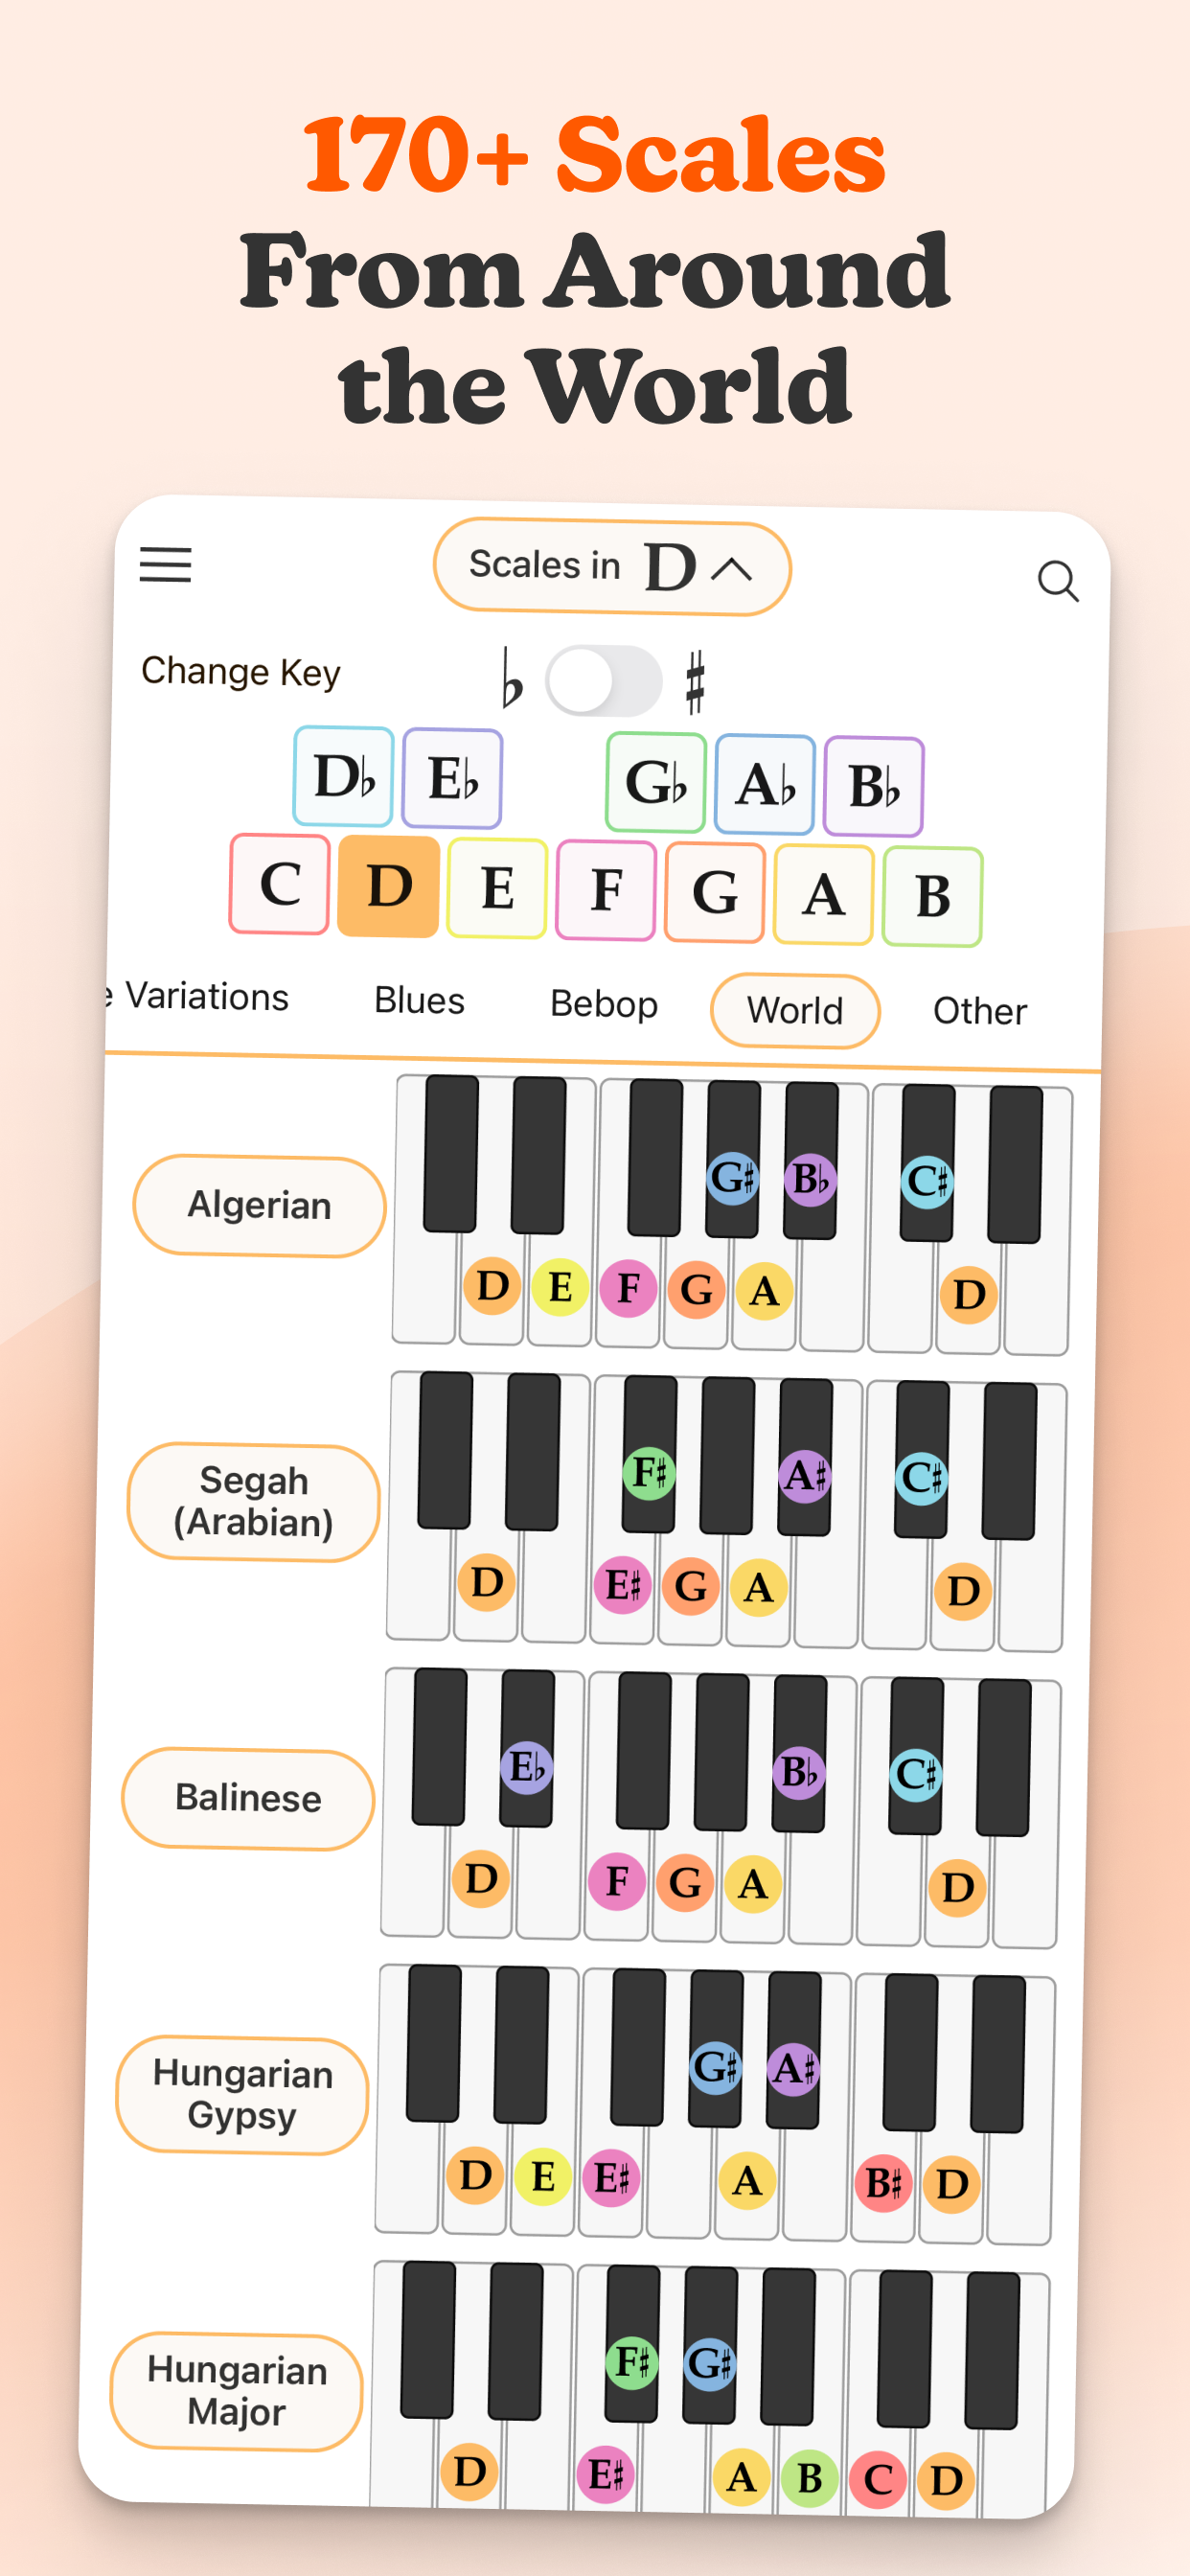 170+ Scales
From Around
the World
Scales in D
Change Key ♭ ♯
D♭ E♭ G♭ A♭ B♭
C D E F G A B
e Variations Blues Bebop World Other
Algerian
G♯ B♭ C♯
D E F G A D
Segah
(Arabian)
F♯ A♯ C♯
D E♯ G A D
Balinese
E♭ B♭ C♯
D F G A D
Hungarian
Gypsy
G♯ A♯
D E E♯ A B♯ D
Hungarian
Major
F♯ G♯
D E♯ A B C D